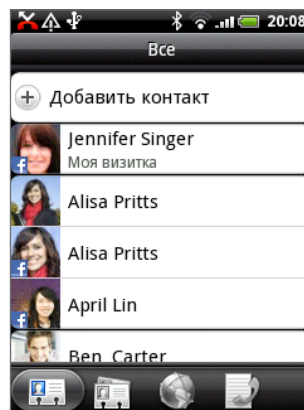 20:08
Все
Добавить контакт
Jennifer Singer
Моя визитка
Alisa Pritts
Alisa Pritts
April Lin
Ben Carter